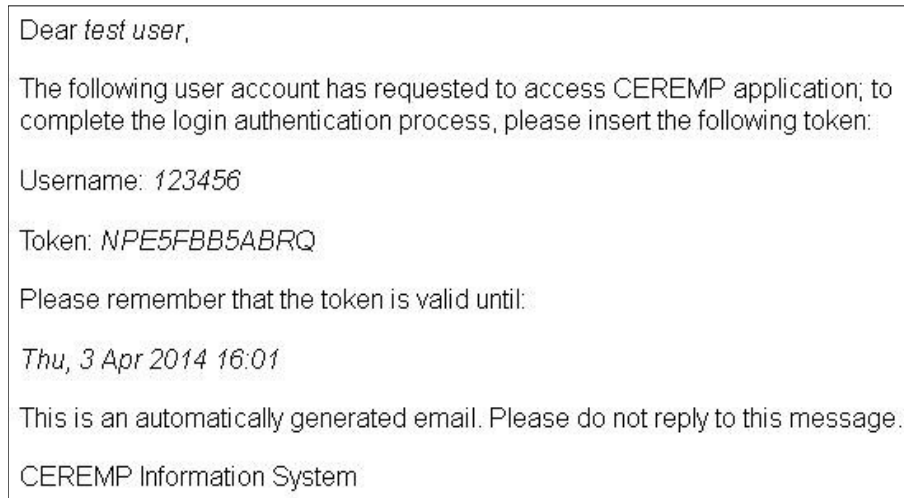 Dear test user,
The following user account has requested to access CEREMP application; to
complete the login authentication process, please insert the following token:
Username: 123456
Token: NPE5FBB5ABRQ
Please remember that the token is valid until:
Thu, 3 Apr 2014 16:01
This is an automatically generated email. Please do not reply to this message.
CEREMP Information System